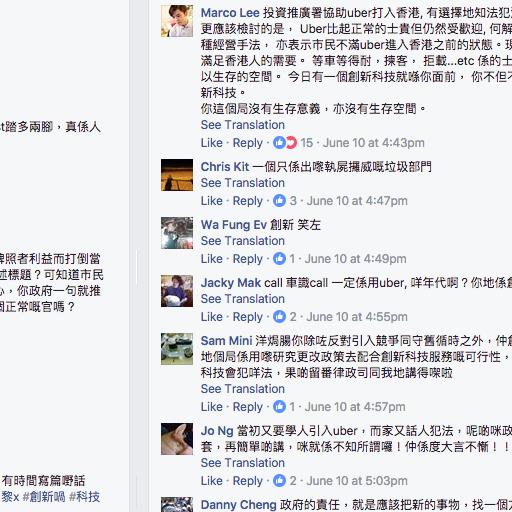 t踏多兩腳，真係人
牌照者利益而打倒當
述標題？可知道市民
心，你政府一句就推
個正常嘅官嗎？
有時間寫篇嘢話
黎x #創新喎 #科技
Marco Lee 投資推廣署協助uber打入香港, 有選擇地知法犯
更應該檢討的是， Uber比起正常的士貴但仍然受歡迎, 何解
種經營手法， 亦表示市民不滿uber進入香港之前的狀態。現
滿足香港人的需要。 等車等得耐，揀客， 拒載...etc 係的士
以生存的空間。 今日有一個創新科技就喺你面前， 你不但不
新科技。
你這個局沒有生存意義，亦沒有生存空間。
See Translation
Like · Reply · 15 · June 10 at 4:43pm
Chris Kit 一個只係出嚟執屍攞威嘅垃圾部門
See Translation
Like · Reply · 3 · June 10 at 4:47pm
Wa Fung Ev 創新 笑左
See Translation
Like · Reply · 1 · June 10 at 4:49pm
Jacky Mak call 車識call 一定係用uber, 咩年代啊？你地係創
See Translation
Like · Reply · 2 · June 10 at 4:55pm
Sam Mini 洋焗腸你除咗反對引入競爭同守舊循時之外，仲創
地個局係用嚟研究更改政策去配合創新科技服務嘅可行性，
科技會犯咩法，果啲留番律政司同我地講得㗎啦
See Translation
Like · Reply · 1 · June 10 at 4:57pm
Jo Ng 當初又要學人引入uber，而家又話人犯法，呢啲咪政
套，再簡單啲講，咪就係不知所謂囉！仲係度大言不慚！！
See Translation
Like · Reply · 2 · June 10 at 5:03pm
Danny Cheng 政府的責任，就是應該把新的事物，找一個方